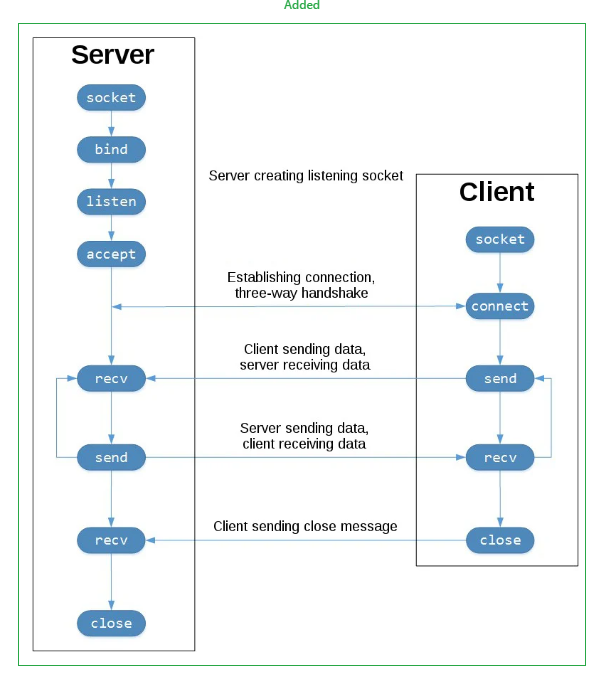 Added
Server
socket
bind
listen
accept
recv
send
recv
close
Server creating listening socket
Establishing connection,
three-way handshake
Client sending data,
server receiving data
Server sending data,
client receiving data
Client sending close message
Client
socket
connect
send
recv
close